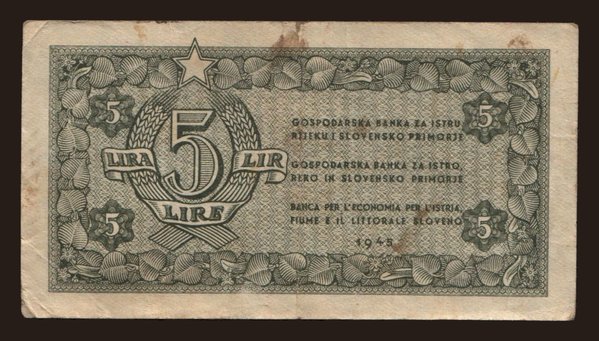 5
5
GOSPODARSKA BANKA ZA ISTRU
RIJEKU I SLOVENSKO PRIMORJE
5
LIRA
LIR
GOSPODARSKA BANKA ZA ISTRO,
REKO IN SLOVENSKO PRIMORJE
LIRE
BANCA PER L'ECONOMIA PER L'ISTRIA,
FIUME E IL LITTORALE SLOVENO
5
5
1945